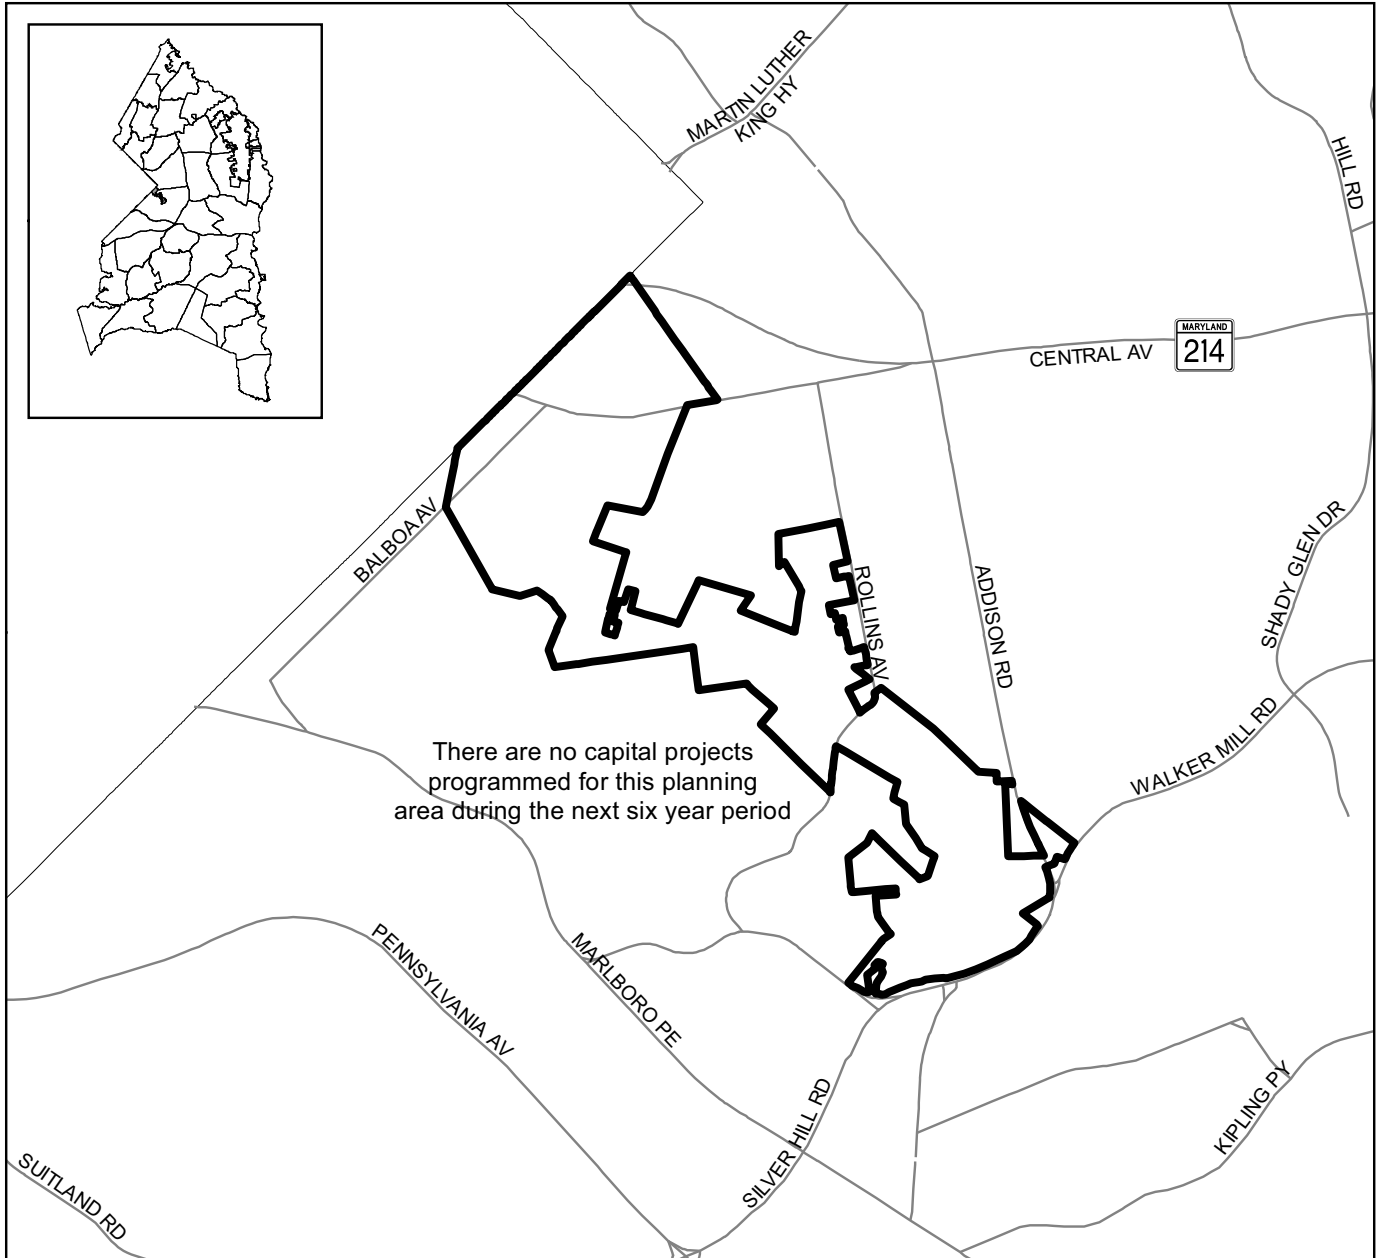 MARTIN LUTHER
KING HY
HILL RD
MARYLAND
214
CENTRAL AV
BALBOA AV
ROLLINS AV
ADDISON RD
SHADY GLEN DR
WALKER MILL RD
There are no capital projects
programmed for this planning
area during the next six year period
PENNSYLVANIA AV
MARLBORO PE
SILVER HILL RD
KIPLING PY
SUITLAND RD